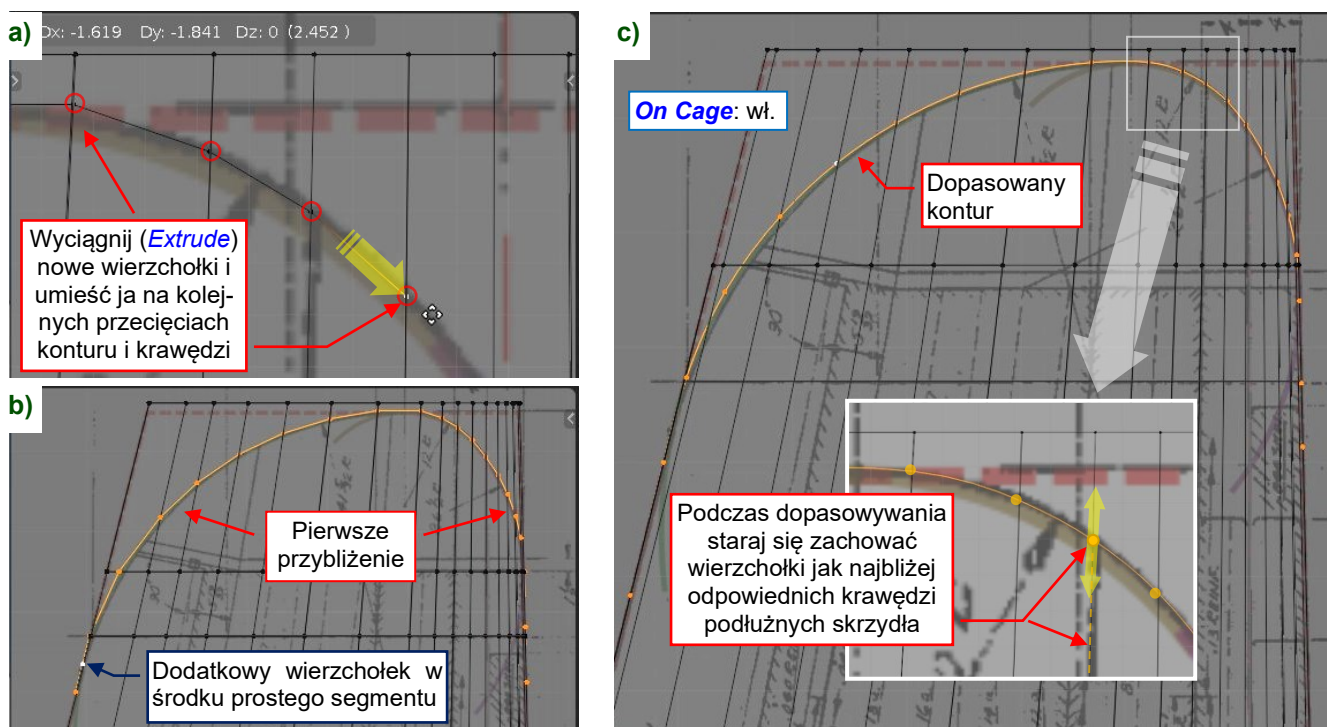 a)
Dx: -1.619 Dy: -1.841 Dz: 0 (2.452 )
Wyciągnij (Extrude)
nowe wierzchołki i
umieść ja na kolej-
nych przecięciach
konturu i krawędzi
b)
Pierwsze
przybliżenie
Dodatkowy wierzchołek w
środku prostego segmentu
c)
On Cage: wł.
Dopasowany
kontur
Podczas dopasowywania
staraj się zachować
wierzchołki jak najbliżej
odpowiednich krawędzi
podłużnych skrzydła